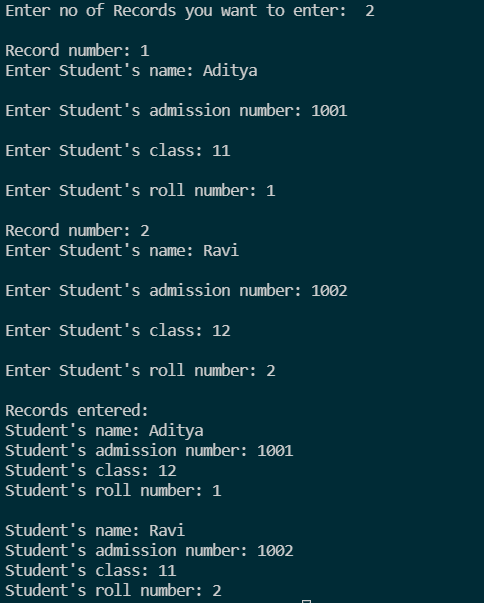 Enter no of Records you want to enter:  2
Record number: 1
Enter Student's name: Aditya
Enter Student's admission number: 1001
Enter Student's class: 11
Enter Student's roll number: 1
Record number: 2
Enter Student's name: Ravi
Enter Student's admission number: 1002
Enter Student's class: 12
Enter Student's roll number: 2
Records entered:
Student's name: Aditya
Student's admission number: 1001
Student's class: 12
Student's roll number: 1
Student's name: Ravi
Student's admission number: 1002
Student's class: 11
Student's roll number: 2